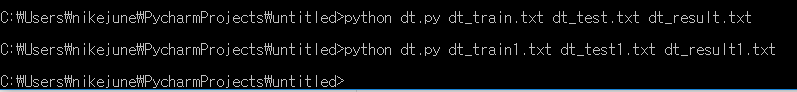 C:₩Users₩nikejune₩PycharmProjects₩untitled>python dt.py dt_train.txt dt_test.txt dt_result.txt
C:₩Users₩nikejune₩PycharmProjects₩untitled>python dt.py dt_train1.txt dt_test1.txt dt_result1.txt
C:₩Users₩nikejune₩PycharmProjects₩untitled>